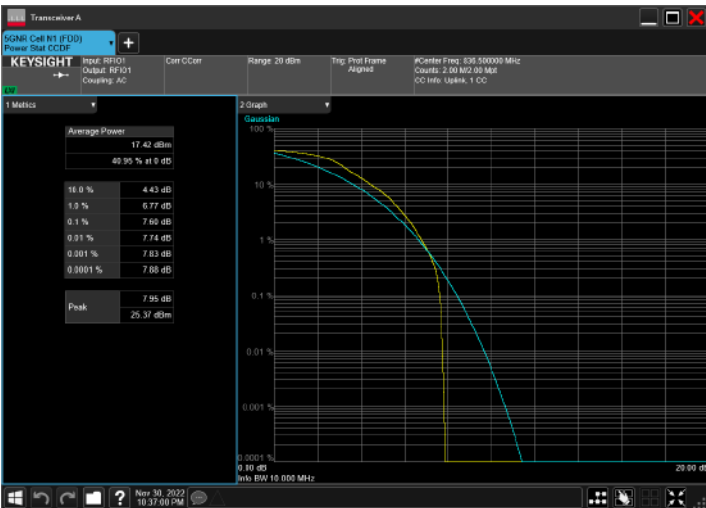 Transceiver A
5GNR Cell N1 (FDD)
Power Stat CCDF
KEYSIGHT
Input: RFIO1
Output: RFIO1
Coupling: AC
Corr CCorr
Range: 20 dBm
Trig: Prot Frame
Aligned
#Center Freq: 836.500000 MHz
Counts: 2.00 M/2.00 Mpt
CC Info: Uplink, 1 CC
1 Metrics
2 Graph
Average Power
17.42 dBm
40.95 % at 0 dB
10.0 % 4.43 dB
1.0 % 6.77 dB
0.1 % 7.60 dB
0.01 % 7.74 dB
0.001 % 7.83 dB
0.0001 % 7.88 dB
Peak
7.95 dB
25.37 dBm
Gaussian
100 %
10 %
1 %
0.1 %
0.01 %
0.001 %
0.0001 %
0.00 dB
20.00 dB
Info BW 10.000 MHz
?
Nov 30, 2022
10:37:00 PM